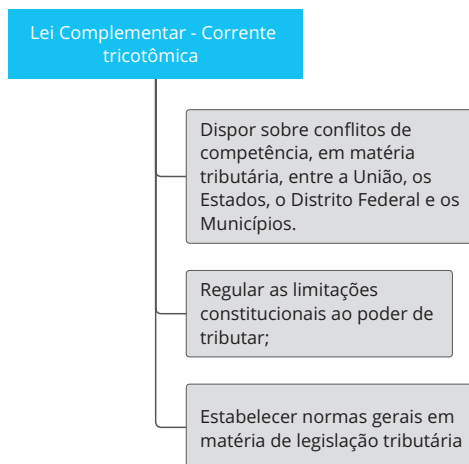 Lei Complementar - Corrente
tricotômica
Dispor sobre conflitos de
competência, em matéria
tributária, entre a União, os
Estados, o Distrito Federal e os
Municípios.
Regular as limitações
constitucionais ao poder de
tributar;
Estabelecer normas gerais em
matéria de legislação tributária